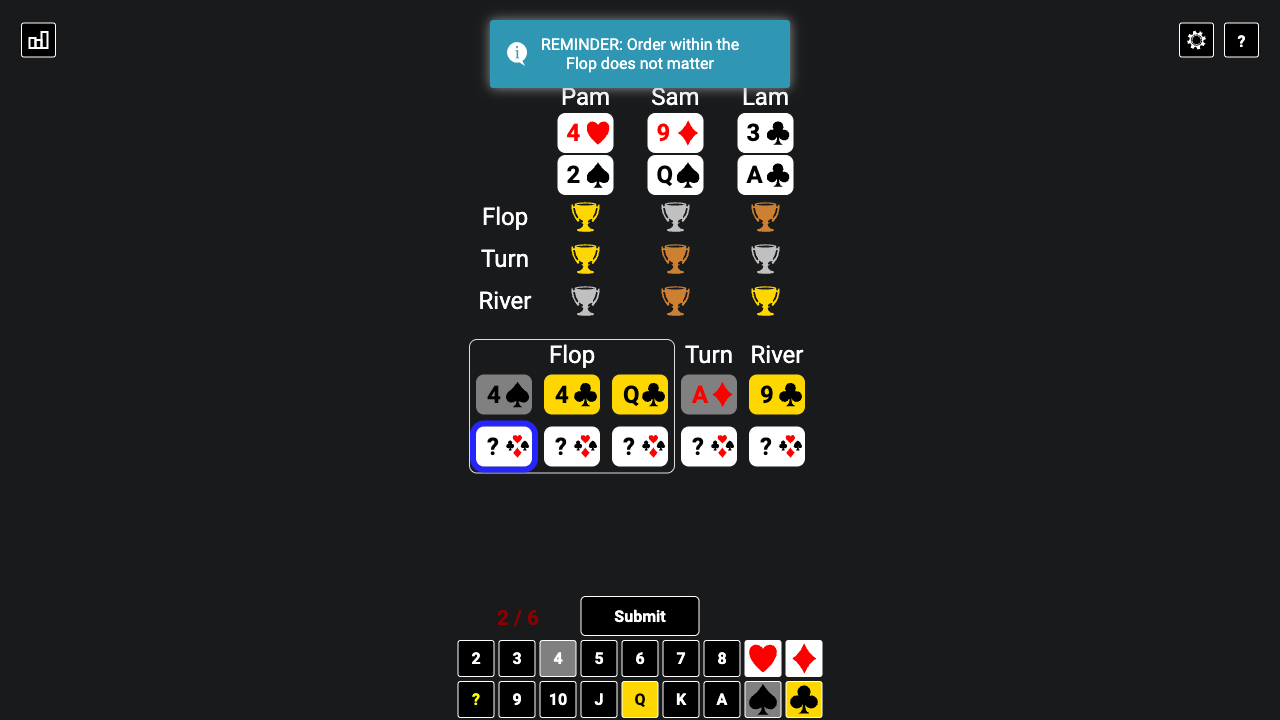 REMINDER: Order within the
Flop does not matter
?
Pam Sam Lam
4 9 3
2 Q A
Flop
Turn
River
Flop Turn River
4 4 Q A 9
? ? ? ? ?
2 / 6 Submit
2 3 4 5 6 7 8
? 9 10 J Q K A